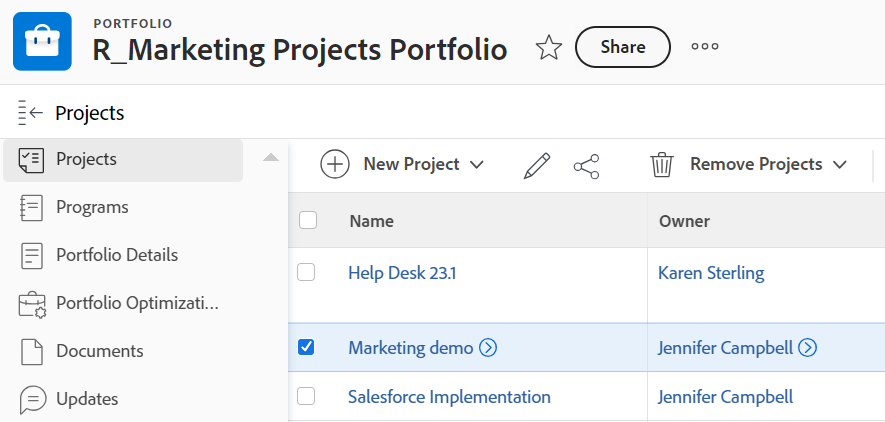 PORTFOLIO
R_Marketing Projects Portfolio
Share
Projects
Projects
Programs
Portfolio Details
Portfolio Optimizati...
Documents
Updates
New Project
Remove Projects
Name Owner
Help Desk 23.1 Karen Sterling
Marketing demo Jennifer Campbell
Salesforce Implementation Jennifer Campbell